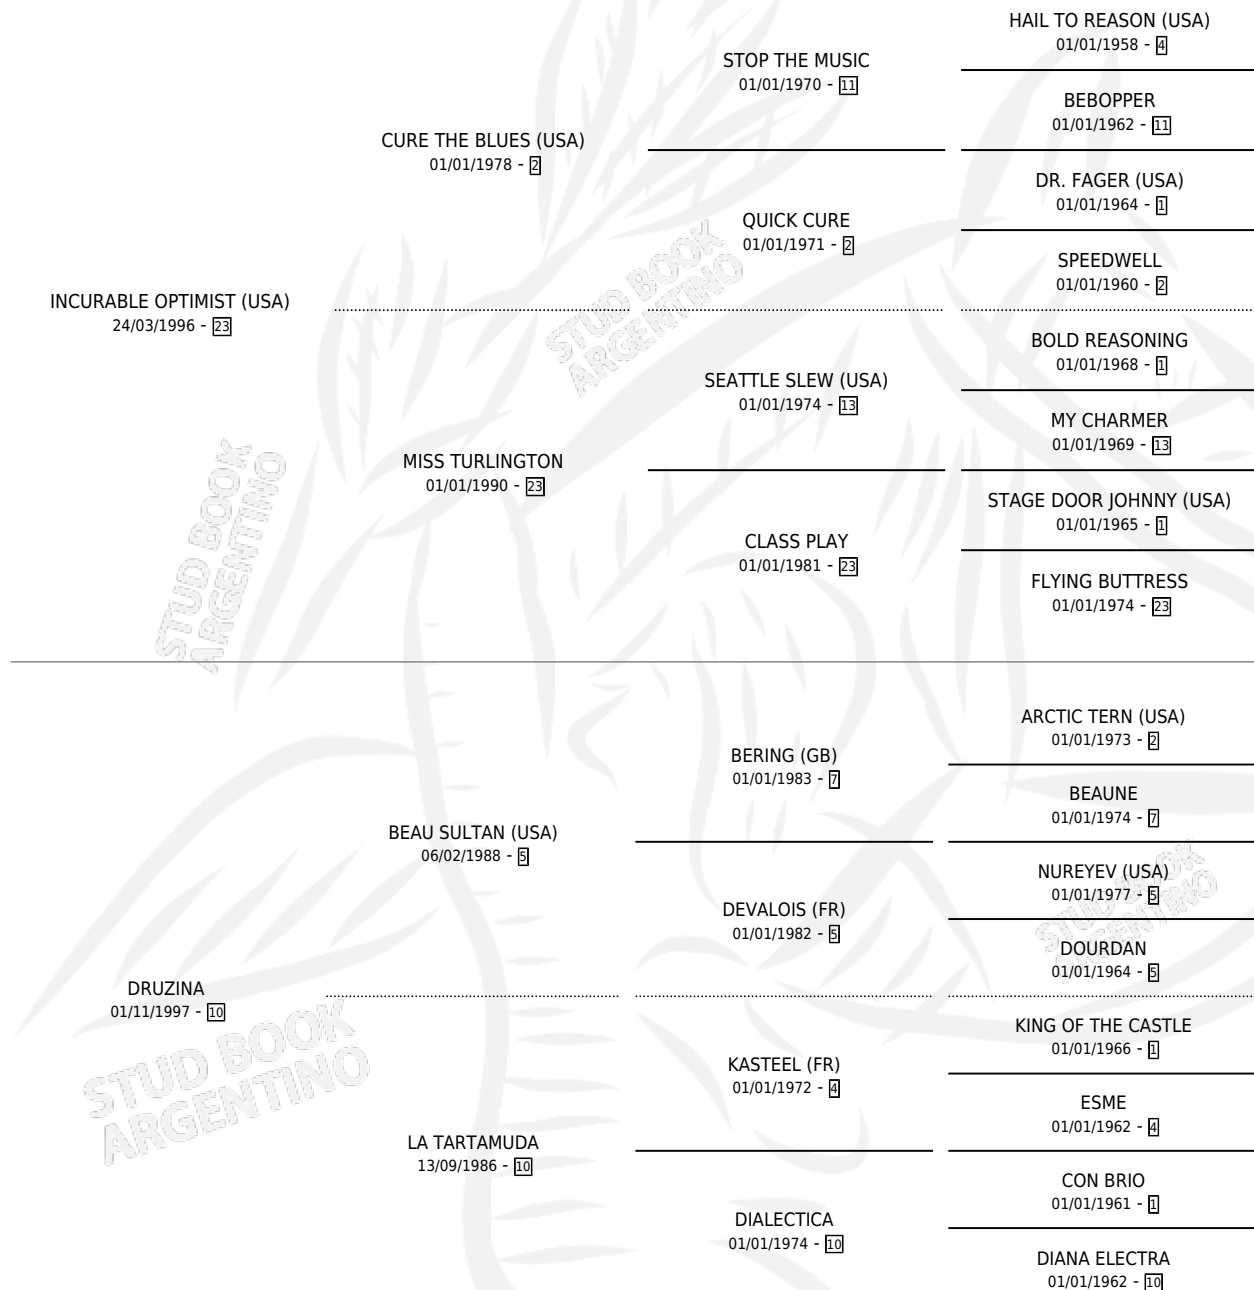 HAIL TO REASON (USA)
01/01/1958 - 4
STOP THE MUSIC
01/01/1970 - 11
BEBOPPER
01/01/1962 - 11
CURE THE BLUES (USA)
01/01/1978 - 2
DR. FAGER (USA)
01/01/1964 - 1
QUICK CURE
01/01/1971 - 2
SPEEDWELL
01/01/1960 - 2
INCURABLE OPTIMIST (USA)
24/03/1996 - 23
BOLD REASONING
01/01/1968 - 1
SEATTLE SLEW (USA)
01/01/1974 - 13
MY CHARMER
01/01/1969 - 13
MISS TURLINGTON
01/01/1990 - 23
STAGE DOOR JOHNNY (USA)
01/01/1965 - 1
CLASS PLAY
01/01/1981 - 23
FLYING BUTTRESS
01/01/1974 - 23
ARCTIC TERN (USA)
01/01/1973 - 2
BERING (GB)
01/01/1983 - 7
BEAUNE
01/01/1974 - 7
BEAU SULTAN (USA)
06/02/1988 - 5
NUREYEV (USA)
01/01/1977 - 5
DEVALOIS (FR)
01/01/1982 - 5
DOURDAN
01/01/1964 - 5
DRUZINA
01/11/1997 - 10
KING OF THE CASTLE
01/01/1966 - 1
KASTEEL (FR)
01/01/1972 - 4
ESME
01/01/1962 - 4
LA TARTAMUDA
13/09/1986 - 10
CON BRIO
01/01/1961 - 1
DIALECTICA
01/01/1974 - 10
DIANA ELECTRA
01/01/1962 - 10
STUD BOOK
ARGENTINO
STUD BOOK
ARGENTINO
STUD BOOK
ARGENTINO
STUD BOOK
ARGENTINO